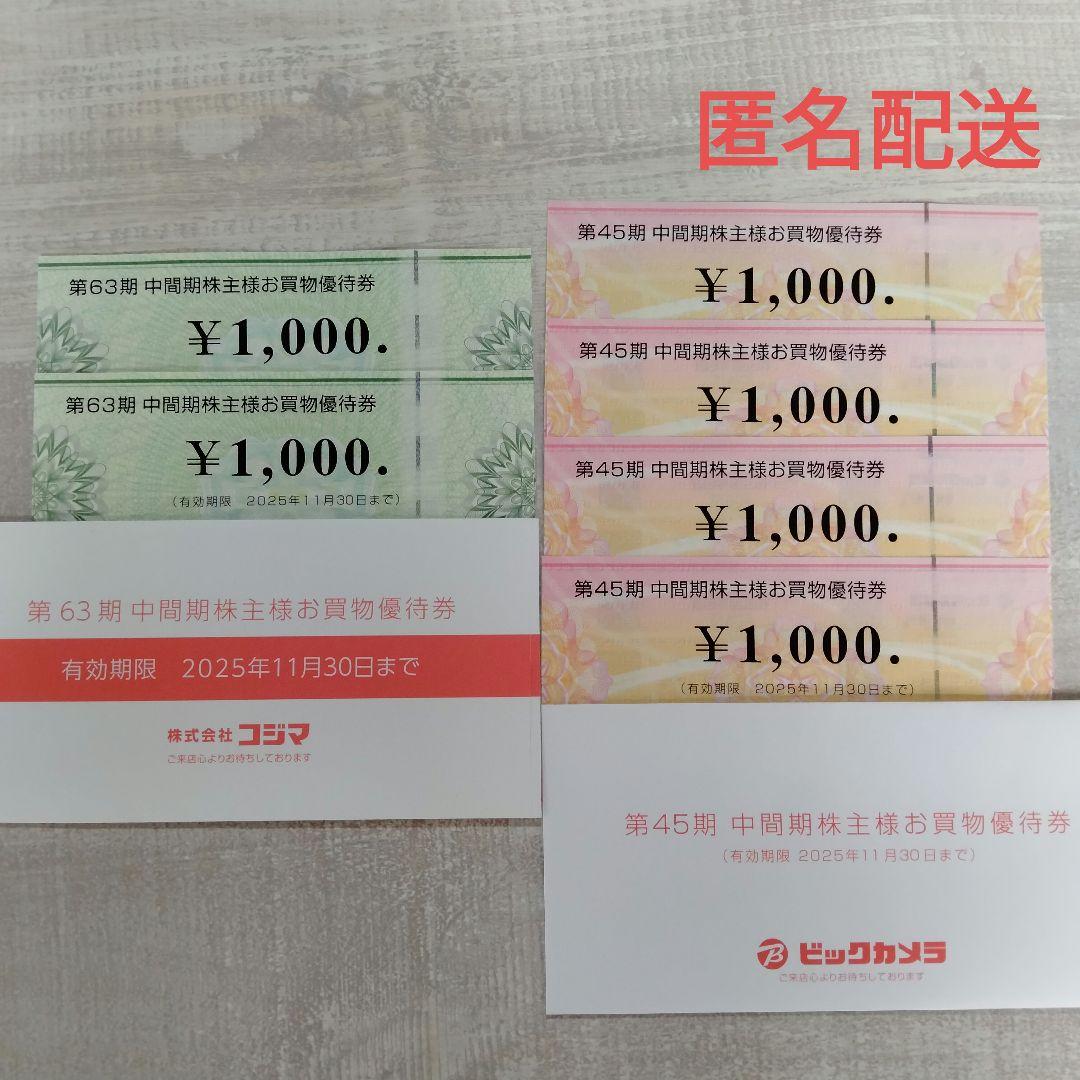 匿名配送
第63期 中間期株主様お買物優待券
￥1,000.
第63期 中間期株主様お買物優待券
￥1,000.
(有効期限 2025年11月30日まで)
第63期 中間期株主様お買物優待券
有効期限 2025年11月30日まで
株式会社 コジマ
ご来店心よりお待ちしております
第45期 中間期株主様お買物優待券
￥1,000.
第45期 中間期株主様お買物優待券
￥1,000.
第45期 中間期株主様お買物優待券
￥1,000.
第45期 中間期株主様お買物優待券
￥1,000.
(有効期限 2025年11月30日まで)
第45期 中間期株主様お買物優待券
(有効期限 2025年11月30日まで)
B ビックカメラ
ご来店心よりお待ちしております